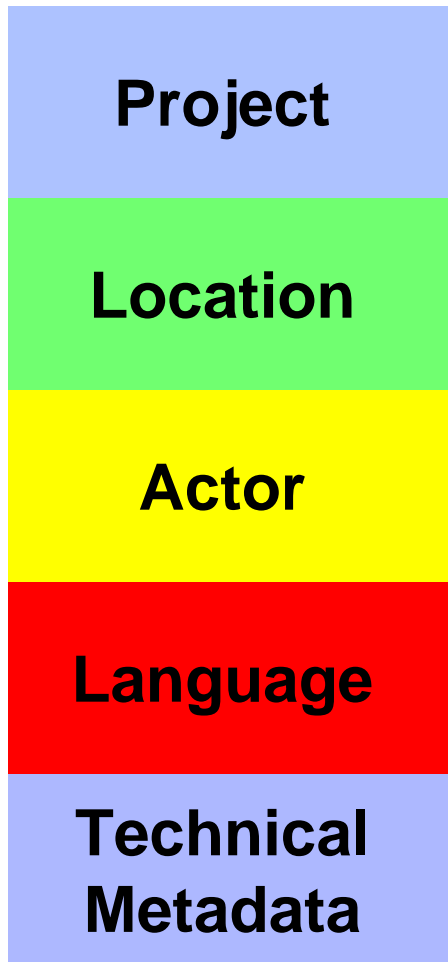 Project
Location
Actor
Language
Technical
Metadata